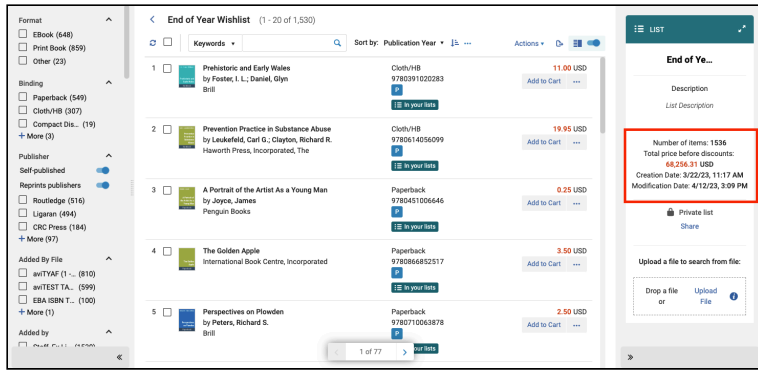 Format
EBook (648)
Print Book (859)
Other (23)
Binding
Paperback (549)
Cloth/HB (307)
Compact Dis... (19)
+ More (3)
Publisher
Self-published
Reprints publishers
Routledge (516)
Ligaran (494)
CRC Press (184)
+ More (97)
Added By File
aviTYAF (1 -... (810)
aviTEST TA... (599)
EBA ISBN T... (100)
+ More (1)
Added by
End of Year Wishlist (1 - 20 of 1,530)
Keywords
Sort by: Publication Year
Actions
1
Prehistoric and Early Wales
by Foster, I. L.; Daniel, Glyn
Brill
Cloth/HB
9780391020283
P
In your lists
11.00 USD
Add to Cart
2
Prevention Practice in Substance Abuse
by Leukefeld, Carl G.; Clayton, Richard R.
Haworth Press, Incorporated, The
Cloth/HB
9780614056099
P
In your lists
19.95 USD
Add to Cart
3
A Portrait of the Artist As a Young Man
by Joyce, James
Penguin Books
Paperback
9780451006646
P
In your lists
0.25 USD
Add to Cart
4
The Golden Apple
International Book Centre, Incorporated
Paperback
9780866852517
P
In your lists
3.50 USD
Add to Cart
5
Perspectives on Plowden
by Peters, Richard S.
Brill
Paperback
9780710063878
P
your lists
2.50 USD
Add to Cart
1 of 77
LIST
End of Ye...
Description
List Description
Number of items: 1536
Total price before discounts:
68,256.31 USD
Creation Date: 3/22/23, 11:17 AM
Modification Date: 4/12/23, 3:09 PM
Private list
Share
Upload a file to search from file:
Drop a file
or
Upload
File